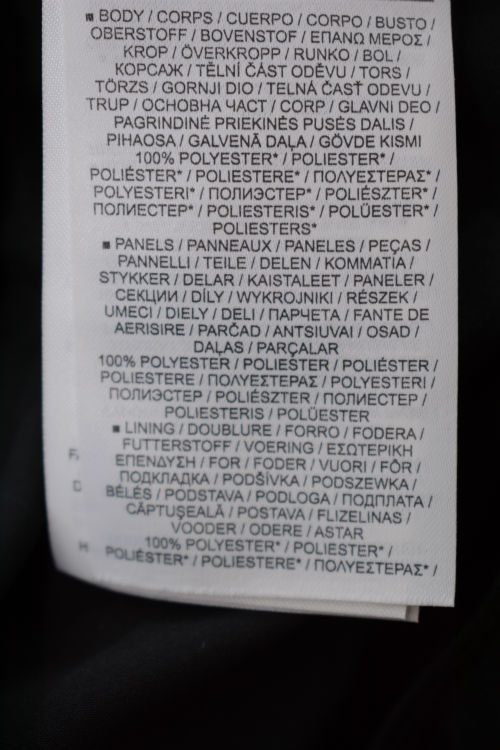 ■ BODY / CORPS / CUERPO / CORPO / BUSTO /
OBERSTOFF / BOVENSTOF / ΕΠΑΝΩ ΜΕΡΟΣ /
KROP / ÖVERKROPP / RUNKO / BOL /
КОРСАЖ / TĚLNÍ ČÁST ODĚVU / TORS /
TÖRZS / GORNJI DIO / TELNÁ ČASŤ ODEVU /
TRUP / ОСНОВНА ЧАСТ / CORP / GLAVNI DEO /
PAGRINDINĖ PRIEKINĖS PUSĖS DALIS /
PIHAOSA / GALVENĀ DAĻA / GÖVDE KISMI
100% POLYESTER* / POLIESTER* /
POLIÉSTER* / POLIESTERE* / ΠΟΛΥΕΣΤΕΡΑΣ* /
POLYESTERI* / ПОЛИЭСТЕР* / POLIÉSZTER* /
ПОЛИЕСТЕР* / POLIESTERIS* / POLÜESTER* /
POLIESTERS*
■ PANELS / PANNEAUX / PANELES / PEÇAS /
PANNELLI / TEILE / DELEN / ΚΟΜΜΑΤΙΑ /
STYKKER / DELAR / KAISTALEET / PANELER /
СЕКЦИИ / DÍLY / WYKROJNIKI / RÉSZEK /
UMECI / DIELY / DELI / ПАРЧЕТА / FANTE DE
AERISIRE / PARČAD / ANTSIUVAI / OSAD /
DAĻAS / PARÇALAR
100% POLYESTER / POLIESTER / POLIÉSTER /
POLIESTERE / ΠΟΛΥΕΣΤΕΡΑΣ / POLYESTERI /
ПОЛИЭСТЕР / POLIÉSZTER / ПОЛИЕСТЕР /
POLIESTERIS / POLÜESTER
■ LINING / DOUBLURE / FORRO / FODERA /
FUTTERSTOFF / VOERING / ΕΣΩΤΕΡΙΚΗ
ΕΠΕΝΔΥΣΗ / FOR / FODER / VUORI / FÔR /
ПОДКЛАДКА / PODŠÍVKA / PODSZEWKA /
BÉLÉS / PODSTAVA / PODLOGA / ПОДПЛАТА /
CĂPTUŞEALĂ / POSTAVA / FLIZELINAS /
VOODER / ODERE / ASTAR
100% POLYESTER* / POLIESTER* /
POLIÉSTER* / POLIESTERE* / ΠΟΛΥΕΣΤΕΡΑΣ* /